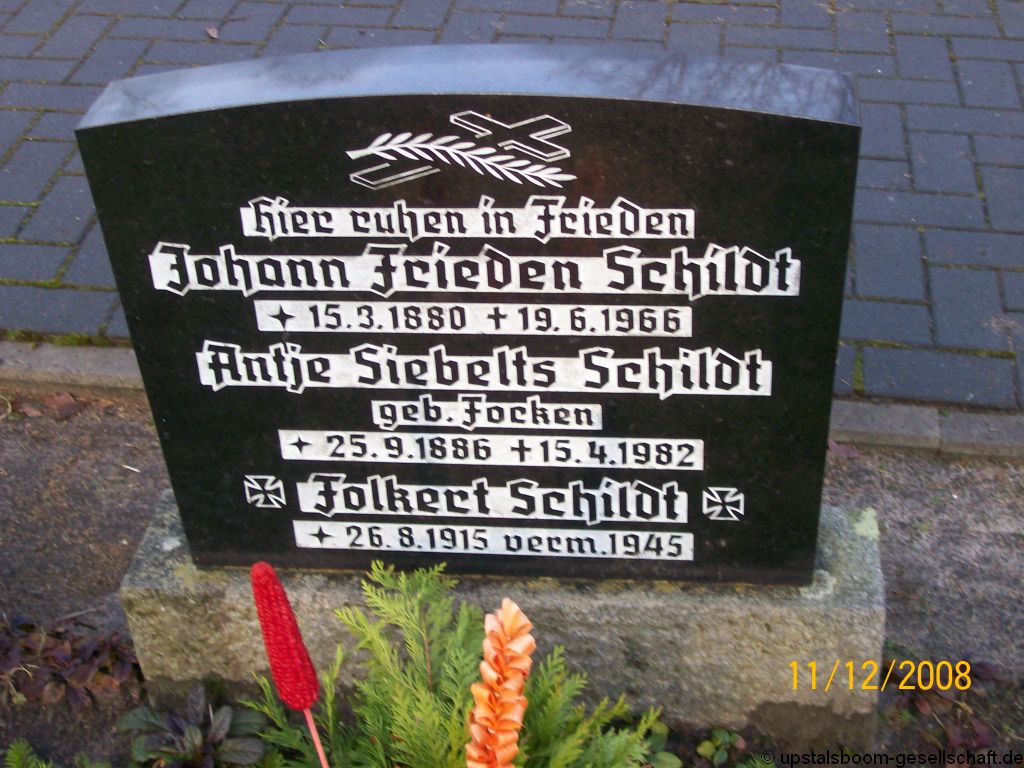 Hier ruhen in Frieden
Johann Frieden Schildt
15.3.1880 † 19.6.1966
Antje Siebelts Schildt
geb. Focken
25.9.1886 † 15.4.1982
Folkert Schildt
26.8.1915 verm. 1945
11/12/2008
© upstalsboom-gesellschaft.de